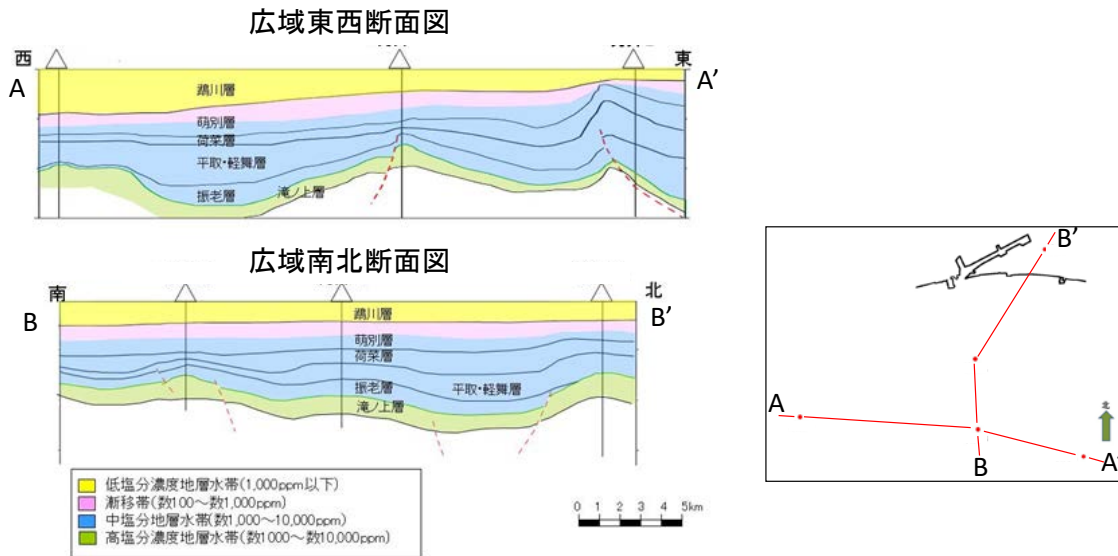 広域東西断面図
西
東
A
A’
鵡川層
萌別層
荷菜層
平取・軽舞層
振老層
滝ノ上層
広域南北断面図
南
北
B
B’
鵡川層
萌別層
荷菜層
振老層
平取・軽舞層
滝ノ上層
低塩分濃度地層水帯(1,000ppm以下)
漸移帯(数100~数1,000ppm)
中塩分地層水帯(数1,000~10,000ppm)
高塩分濃度地層水帯(数1000~数10,000ppm)
0 1 2 3 4 5km
B’
A
B
A’
北